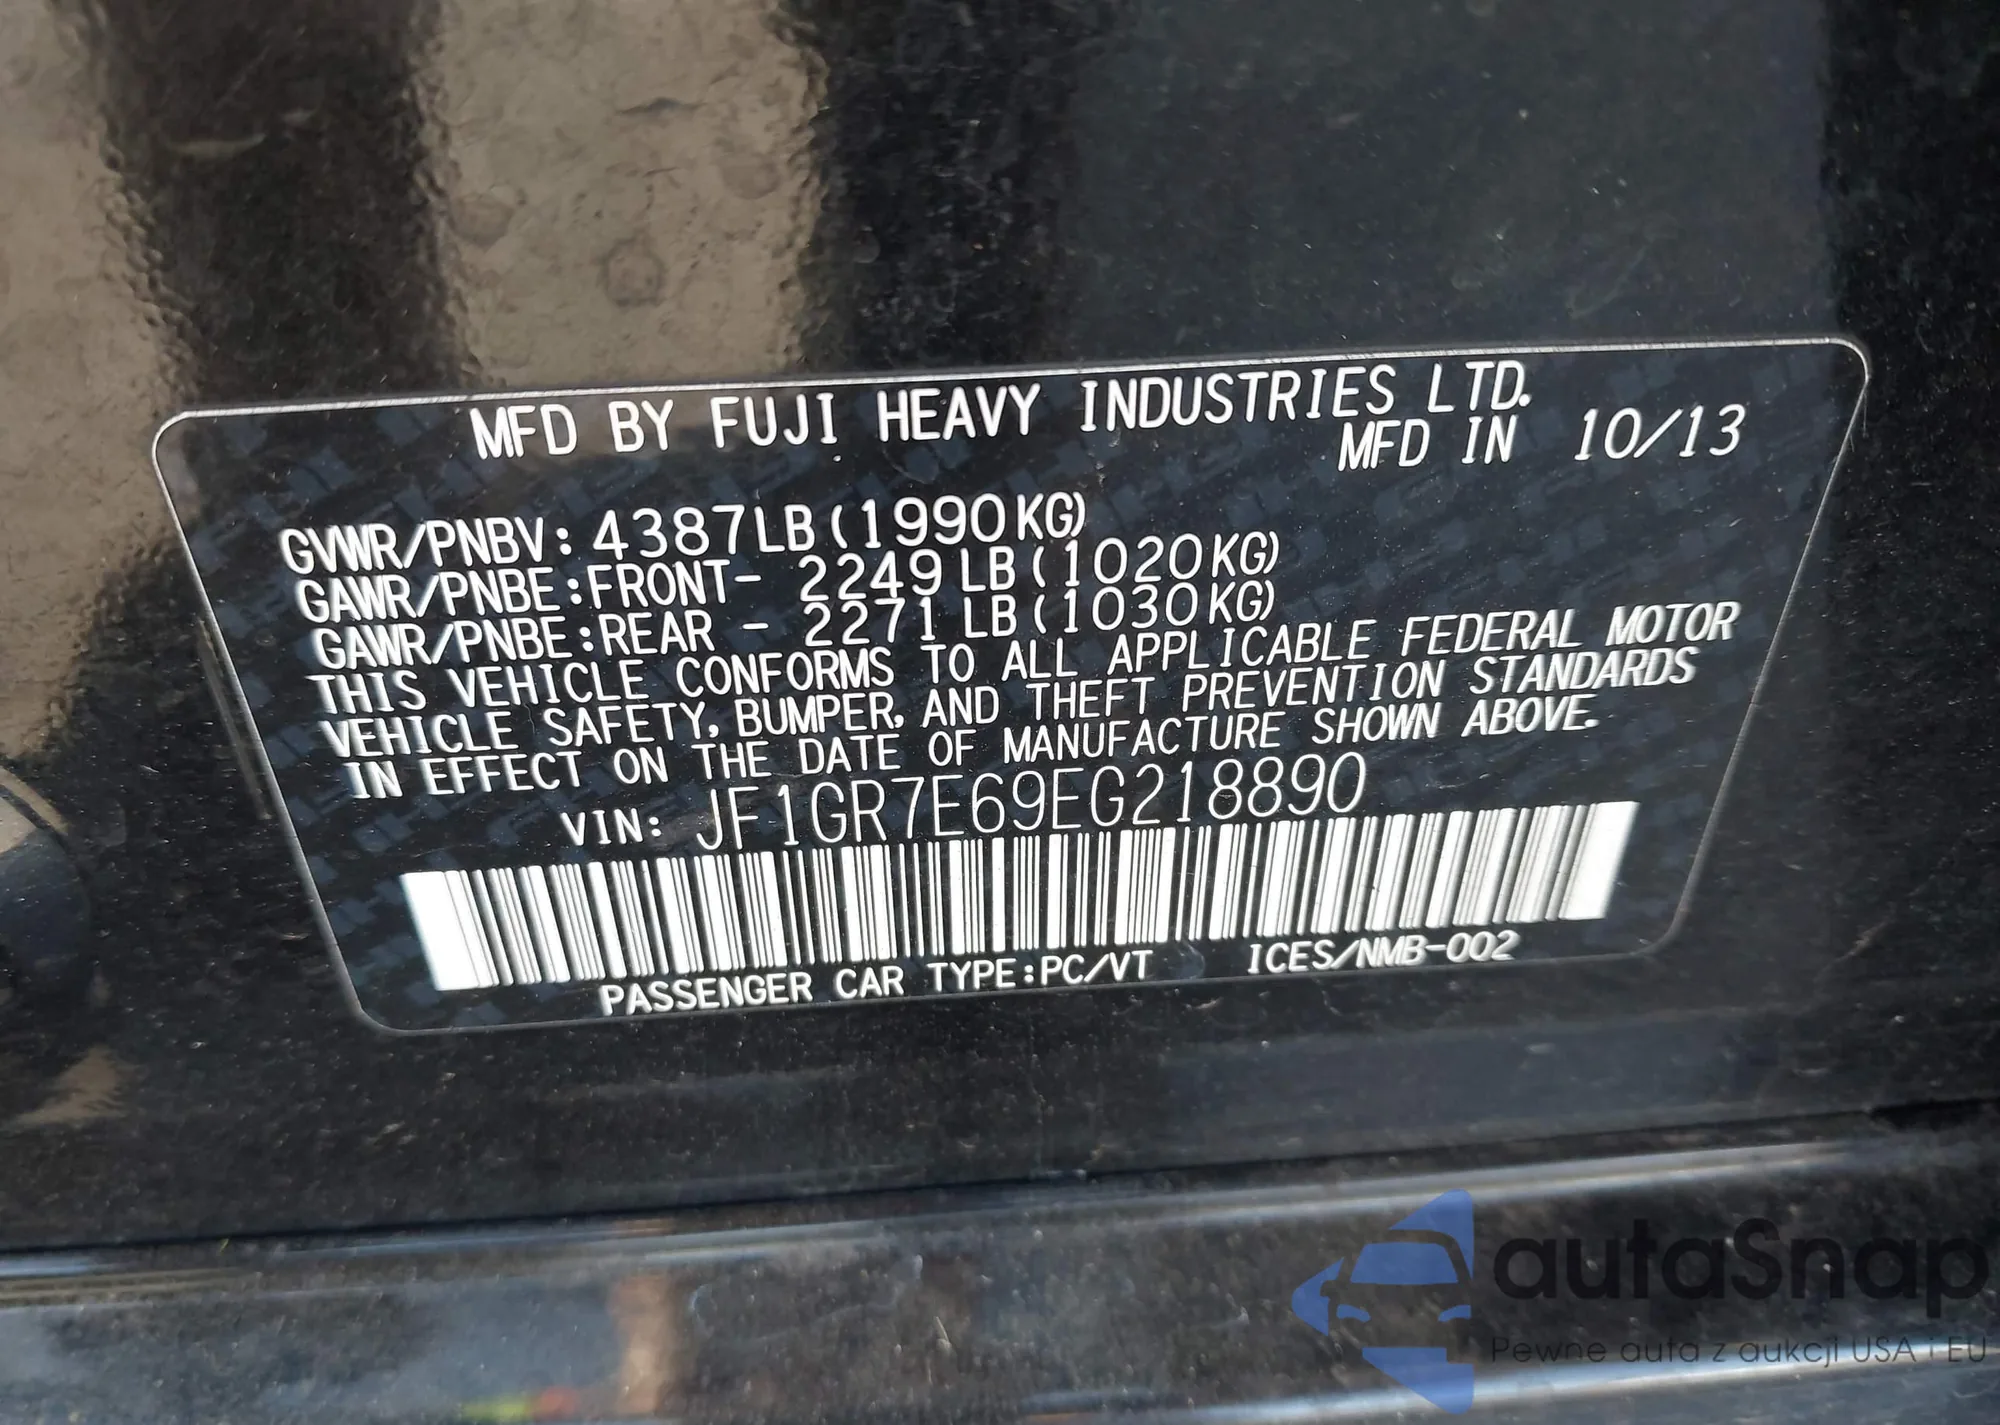 MFD BY FUJI HEAVY INDUSTRIES LTD.
MFD IN 10/13
GVWR/PNBV: 4387LB (1990KG)
GAWR/PNBE:FRONT- 2249LB (1020KG)
GAWR/PNBE:REAR - 2271LB (1030KG)
THIS VEHICLE CONFORMS TO ALL APPLICABLE FEDERAL MOTOR
VEHICLE SAFETY, BUMPER, AND THEFT PREVENTION STANDARDS
IN EFFECT ON THE DATE OF MANUFACTURE SHOWN ABOVE.
VIN: JF1GR7E69EG218890
PASSENGER CAR TYPE:PC/VT ICES/NMB-002
autaSnap
Pewne auta z aukcji USA i EU